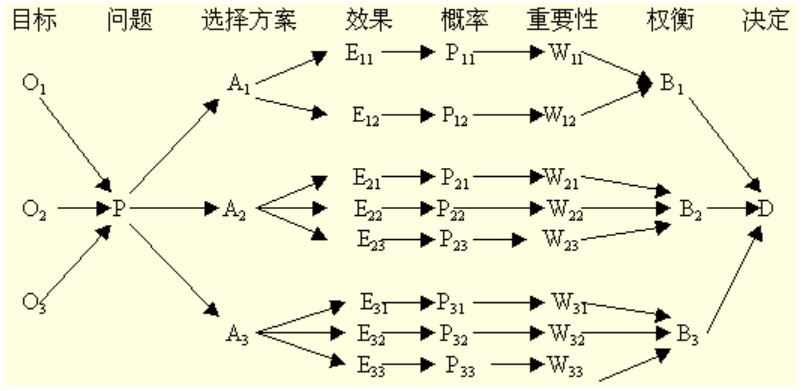 目标 问题 选择方案 效果 概率 重要性 权衡 决定
E₁₁ P₁₁ W₁₁
O₁ A₁ B₁
E₁₂ P₁₂ W₁₂
E₂₁ P₂₁ W₂₁
O₂ P A₂ E₂₂ P₂₂ W₂₂ B₂ D
E₂₃ P₂₃ W₂₃
O₃ E₃₁ P₃₁ W₃₁
A₃ E₃₂ P₃₂ W₃₂ B₃
E₃₃ P₃₃ W₃₃